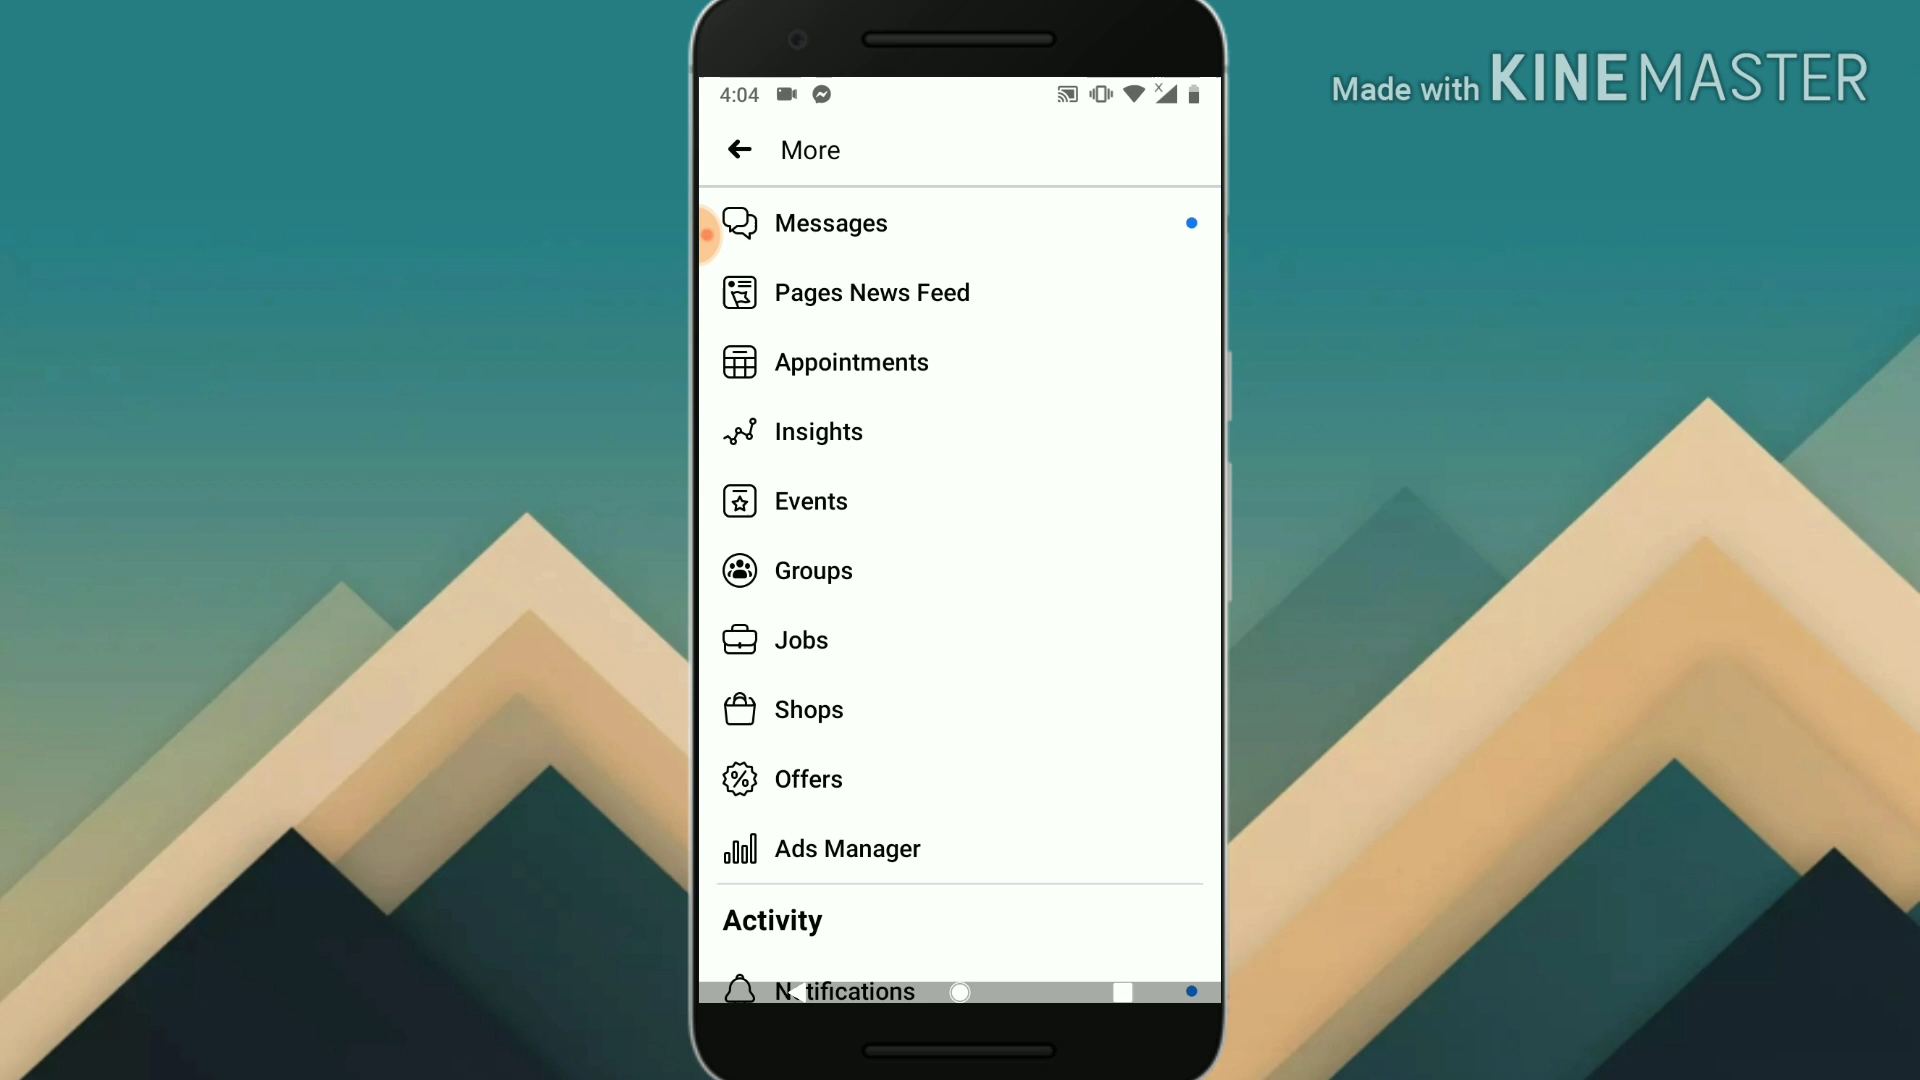 Made with KINEMASTER
4:04
More
Messages
Pages News Feed
Appointments
Insights
Events
Groups
Jobs
Shops
Offers
Ads Manager
Activity
Notifications